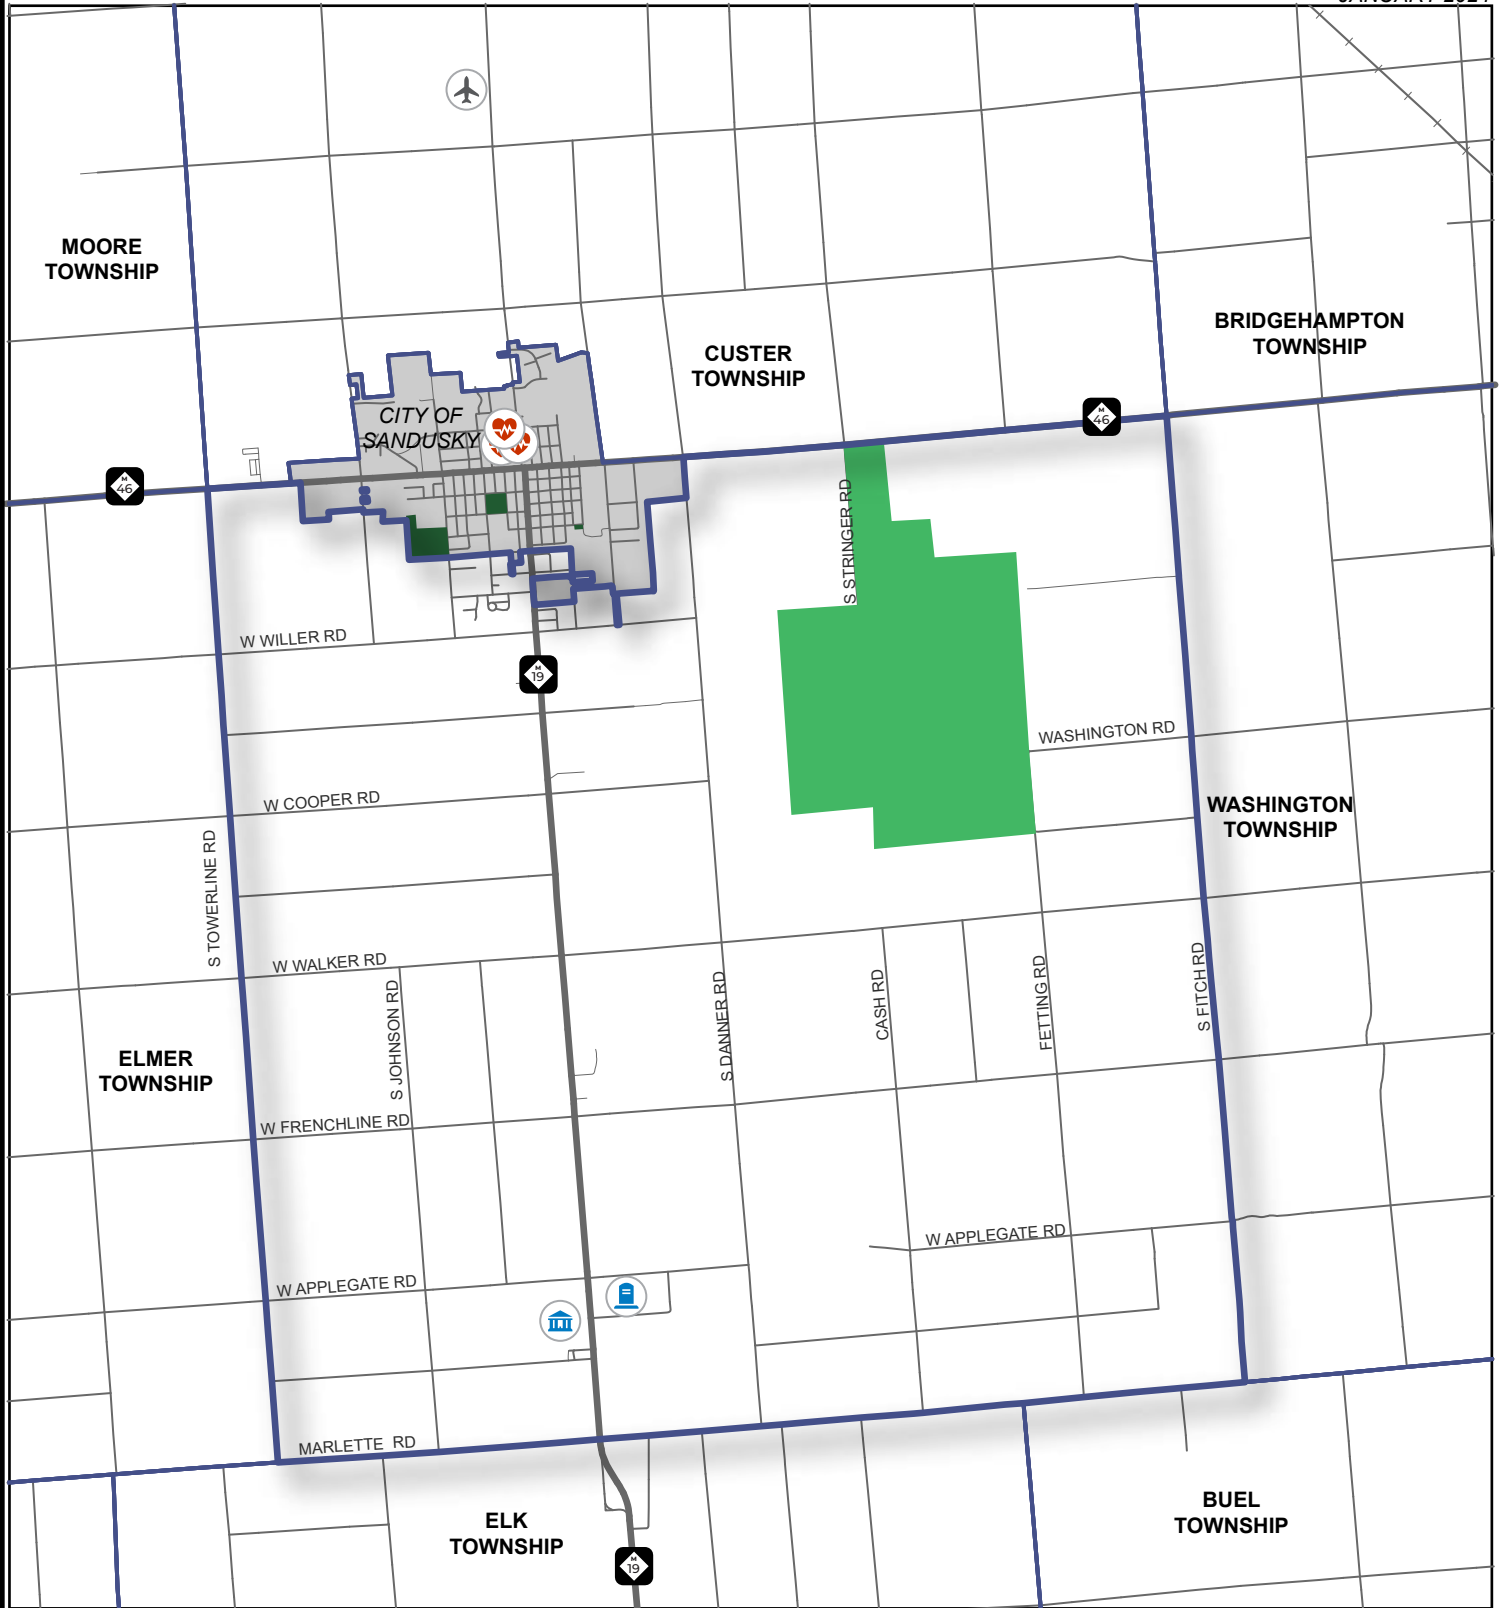 MOORE
TOWNSHIP
BRIDGEHAMPTON
TOWNSHIP
CUSTER
TOWNSHIP
CITY OF
SANDUSKY
M
46
M
46
S STRINGER RD
W WILLER RD
M
19
WASHINGTON RD
W COOPER RD
WASHINGTON
TOWNSHIP
S TOWERLINE RD
W WALKER RD
S JOHNSON RD
S DANNER RD
CASH RD
FETTING RD
S FITCH RD
ELMER
TOWNSHIP
W FRENCHLINE RD
W APPLEGATE RD
W APPLEGATE RD
MARLETTE RD
ELK
TOWNSHIP
BUEL
TOWNSHIP
M
19